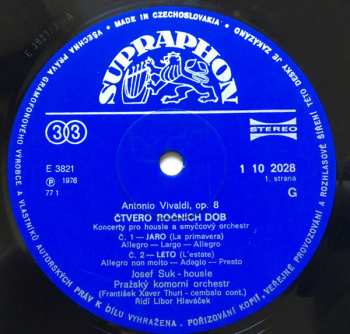 VŠECHNA PRÁVA GRAMOFONOVÉHO VÝROBCE A VLASTNÍKŮ AUTORSKÝCH PRÁV K DÍLU VYHRAŽENA. POŘIZOVÁNÍ KOPIÍ, VEŘEJNÉ PROVOZOVÁNÍ A ROZHLASOVÉ ŠÍŘENÍ TÉTO DESKY JE ZAKÁZÁNO
• MADE IN CZECHOSLOVAKIA •
SUPRAPHON
33
STEREO
E 3821
1 10 2028
Ⓟ 1976
1. strana
77 1
G
Antonio Vivaldi, op. 8
ČTVERO ROČNÍCH DOB
Koncerty pro housle a smyčcový orchestr
Č. 1 – JARO (La primavera)
Allegro – Largo – Allegro
Č. 2 – LÉTO (L'estate)
Allegro non molto – Adagio – Presto
Josef Suk - housle
Pražský komorní orchestr
(František Xaver Thuri - cembalo cont.)
Řídí Libor Hlaváček